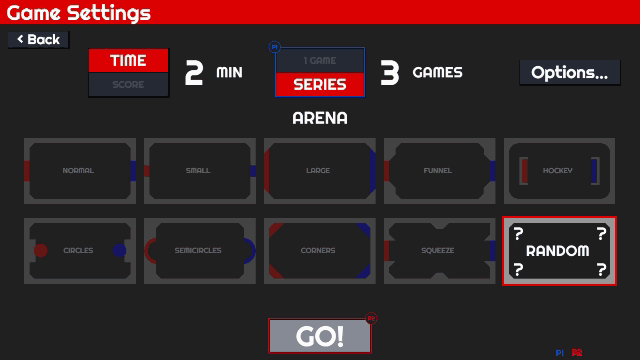 Game Settings
< Back
TIME
SCORE
2 MIN
P1
1 GAME
SERIES
3 GAMES
Options...
ARENA
NORMAL
SMALL
LARGE
FUNNEL
HOCKEY
CIRCLES
SEMICIRCLES
CORNERS
SQUEEZE
? ?
RANDOM
? ?
P2
GO!
P1 P2